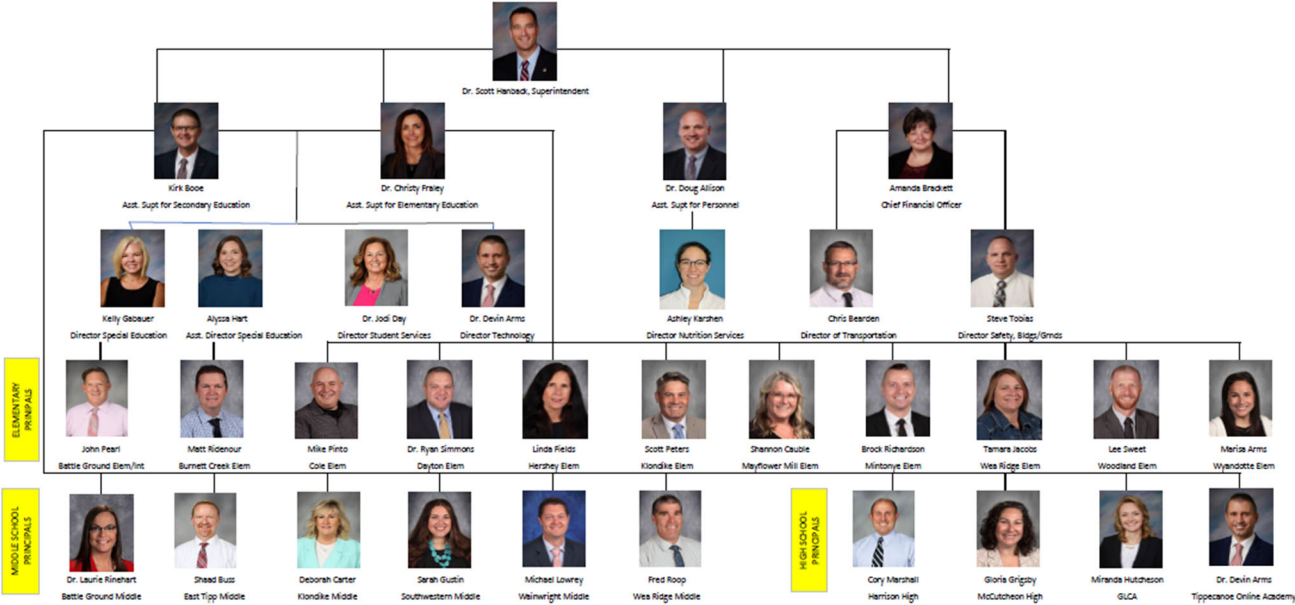 Dr. Scott Hanback, Superintendent
Kirk Booe
Asst. Supt for Secondary Education
Dr. Christy Fraley
Asst. Supt for Elementary Education
Dr. Doug Allison
Asst. Supt for Personnel
Amanda Brackett
Chief Financial Officer
Kelly Gabauer
Director Special Education
Alyssa Hart
Asst. Director Special Education
Dr. Jodi Day
Director Student Services
Dr. Devin Arms
Director Technology
Ashley Karshen
Director Nutrition Services
Chris Bearden
Director of Transportation
Steve Tobias
Director Safety, Bldgs/Grnds
ELEMENTARY
PRINIPALS
John Pearl
Battle Ground Elem/Int
Matt Ridenour
Burnett Creek Elem
Mike Pinto
Cole Elem
Dr. Ryan Simmons
Dayton Elem
Linda Fields
Hershey Elem
Scott Peters
Klondike Elem
Shannon Cauble
Mayflower Mill Elem
Brock Richardson
Mintonye Elem
Tamara Jacobs
Wea Ridge Elem
Lee Sweet
Woodland Elem
Marisa Arms
Wyandotte Elem
MIDDLE SCHOOL
PRINCIPALS
Dr. Laurie Rinehart
Battle Ground Middle
Shaad Buss
East Tipp Middle
Deborah Carter
Klondike Middle
Sarah Gustin
Southwestern Middle
Michael Lowrey
Wainwright Middle
Fred Roop
Wea Ridge Middle
HIGH SCHOOL
PRINCIPALS
Cory Marshall
Harrison High
Gloria Grigsby
McCutcheon High
Miranda Hutcheson
GLCA
Dr. Devin Arms
Tippecanoe Online Academy